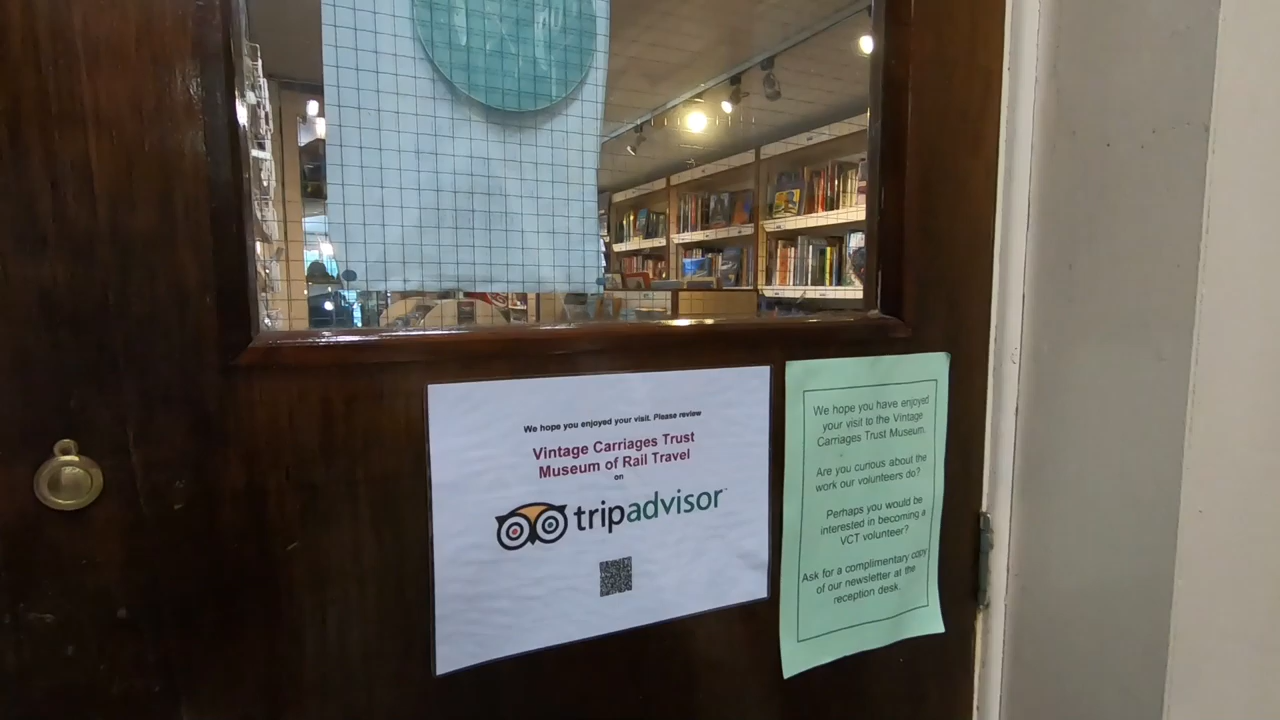 We hope you enjoyed your visit. Please review
Vintage Carriages Trust
Museum of Rail Travel
on
tripadvisor™
We hope you have enjoyed
your visit to the Vintage
Carriages Trust Museum.
Are you curious about the
work our volunteers do?
Perhaps you would be
interested in becoming a
VCT volunteer?
Ask for a complimentary copy
of our newsletter at the
reception desk.